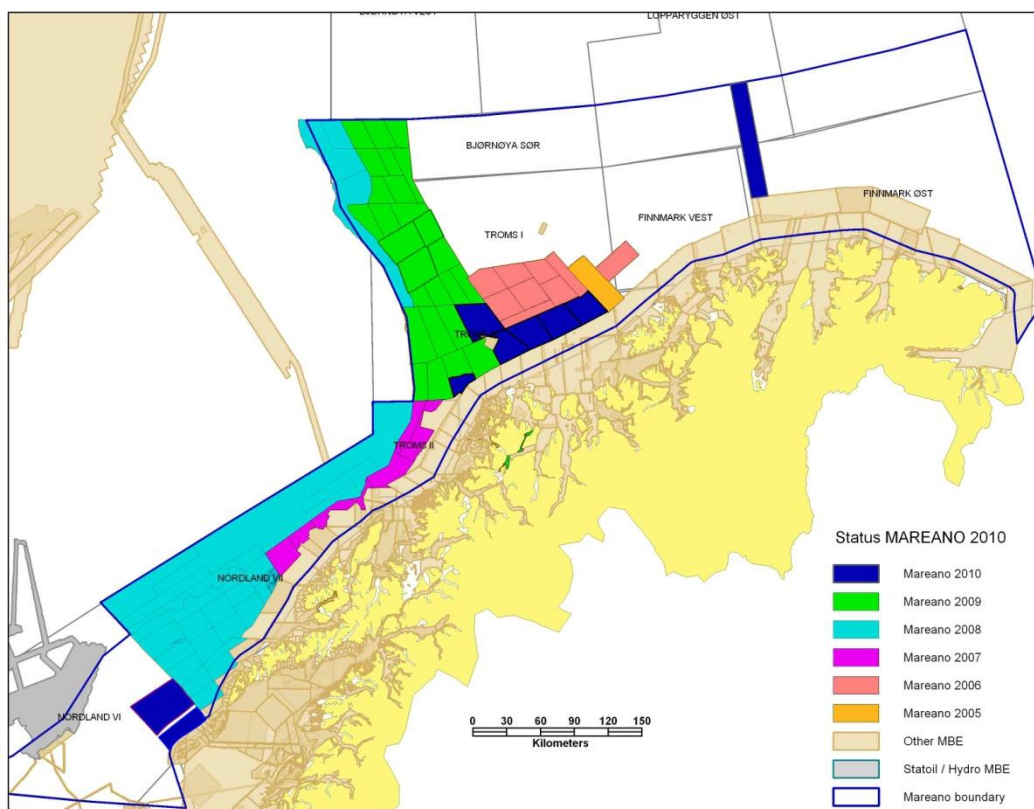 BJØRNØYA VEST
LOPPARYGGEN ØST
BJØRNØYA SØR
FINNMARK ØST
FINNMARK VEST
TROMS I
TROMS II
NORDLAND VII
NORDLAND VI
0 30 60 90 120 150
Kilometers
Status MAREANO 2010
Mareano 2010
Mareano 2009
Mareano 2008
Mareano 2007
Mareano 2006
Mareano 2005
Other MBE
Statoil / Hydro MBE
Mareano boundary